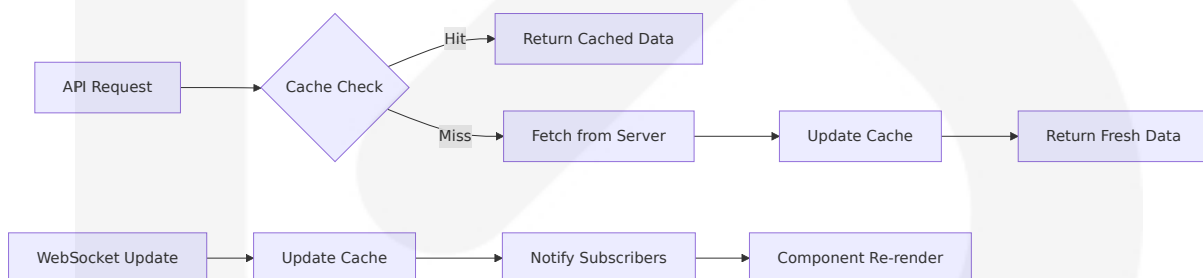 API Request
Cache Check
Hit
Return Cached Data
Miss
Fetch from Server
Update Cache
Return Fresh Data
WebSocket Update
Update Cache
Notify Subscribers
Component Re-render